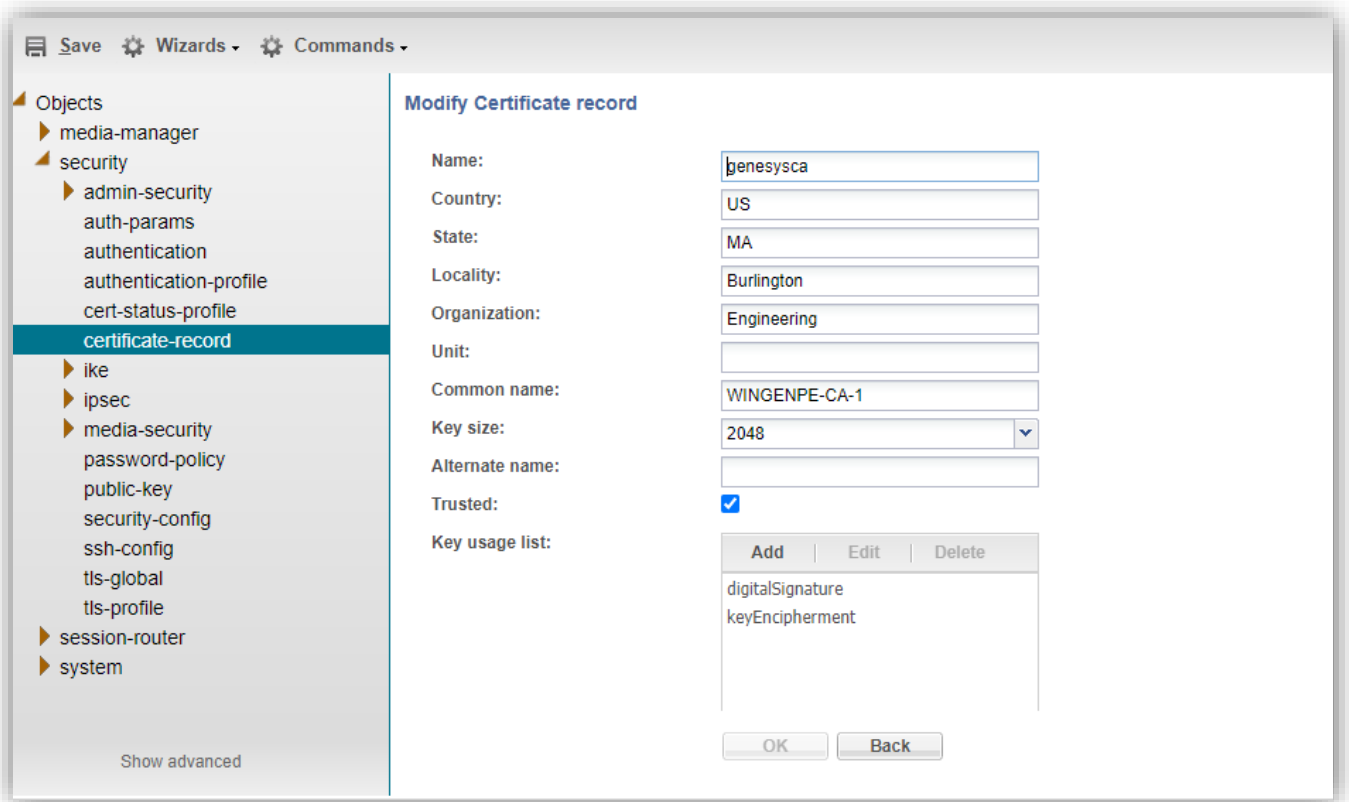 Save Wizards Commands
Objects
media-manager
security
admin-security
auth-params
authentication
authentication-profile
cert-status-profile
certificate-record
ike
ipsec
media-security
password-policy
public-key
security-config
ssh-config
tls-global
tls-profile
session-router
system
Show advanced
Modify Certificate record
Name: genesysca
Country: US
State: MA
Locality: Burlington
Organization: Engineering
Unit:
Common name: WINGENPE-CA-1
Key size: 2048
Alternate name:
Trusted:
Key usage list: Add Edit Delete
digitalSignature
keyEncipherment
OK Back